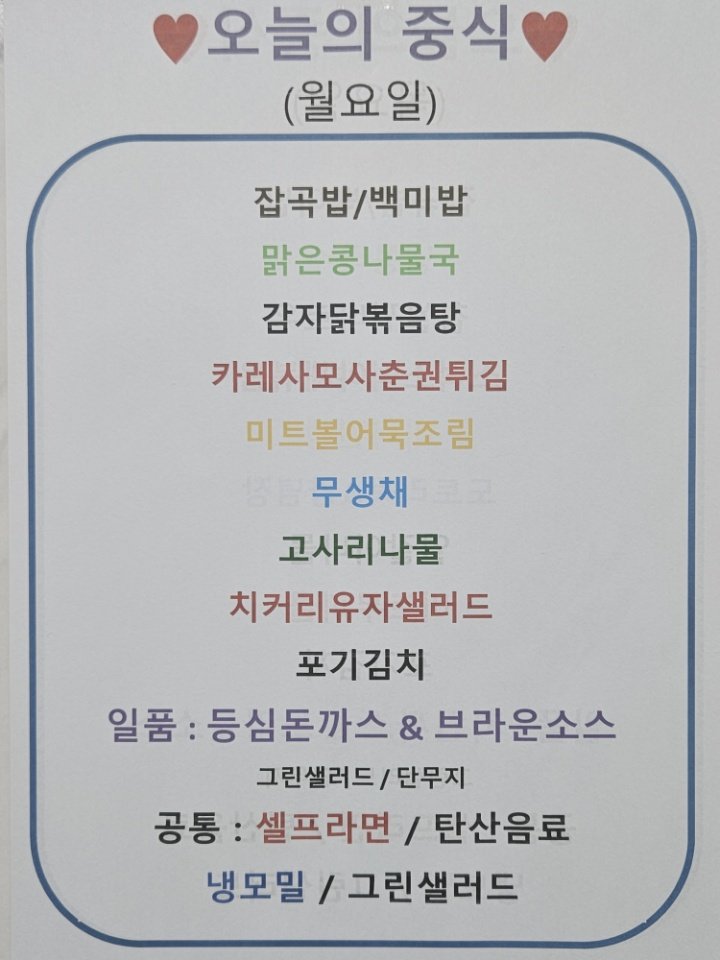 ♥오늘의 중식♥
(월요일)
잡곡밥/백미밥
맑은콩나물국
감자닭볶음탕
카레사모사춘권튀김
미트볼어묵조림
무생채
고사리나물
치커리유자샐러드
포기김치
일품 : 등심돈까스 & 브라운소스
그린샐러드 / 단무지
공통 : 셀프라면 / 탄산음료
냉모밀 / 그린샐러드